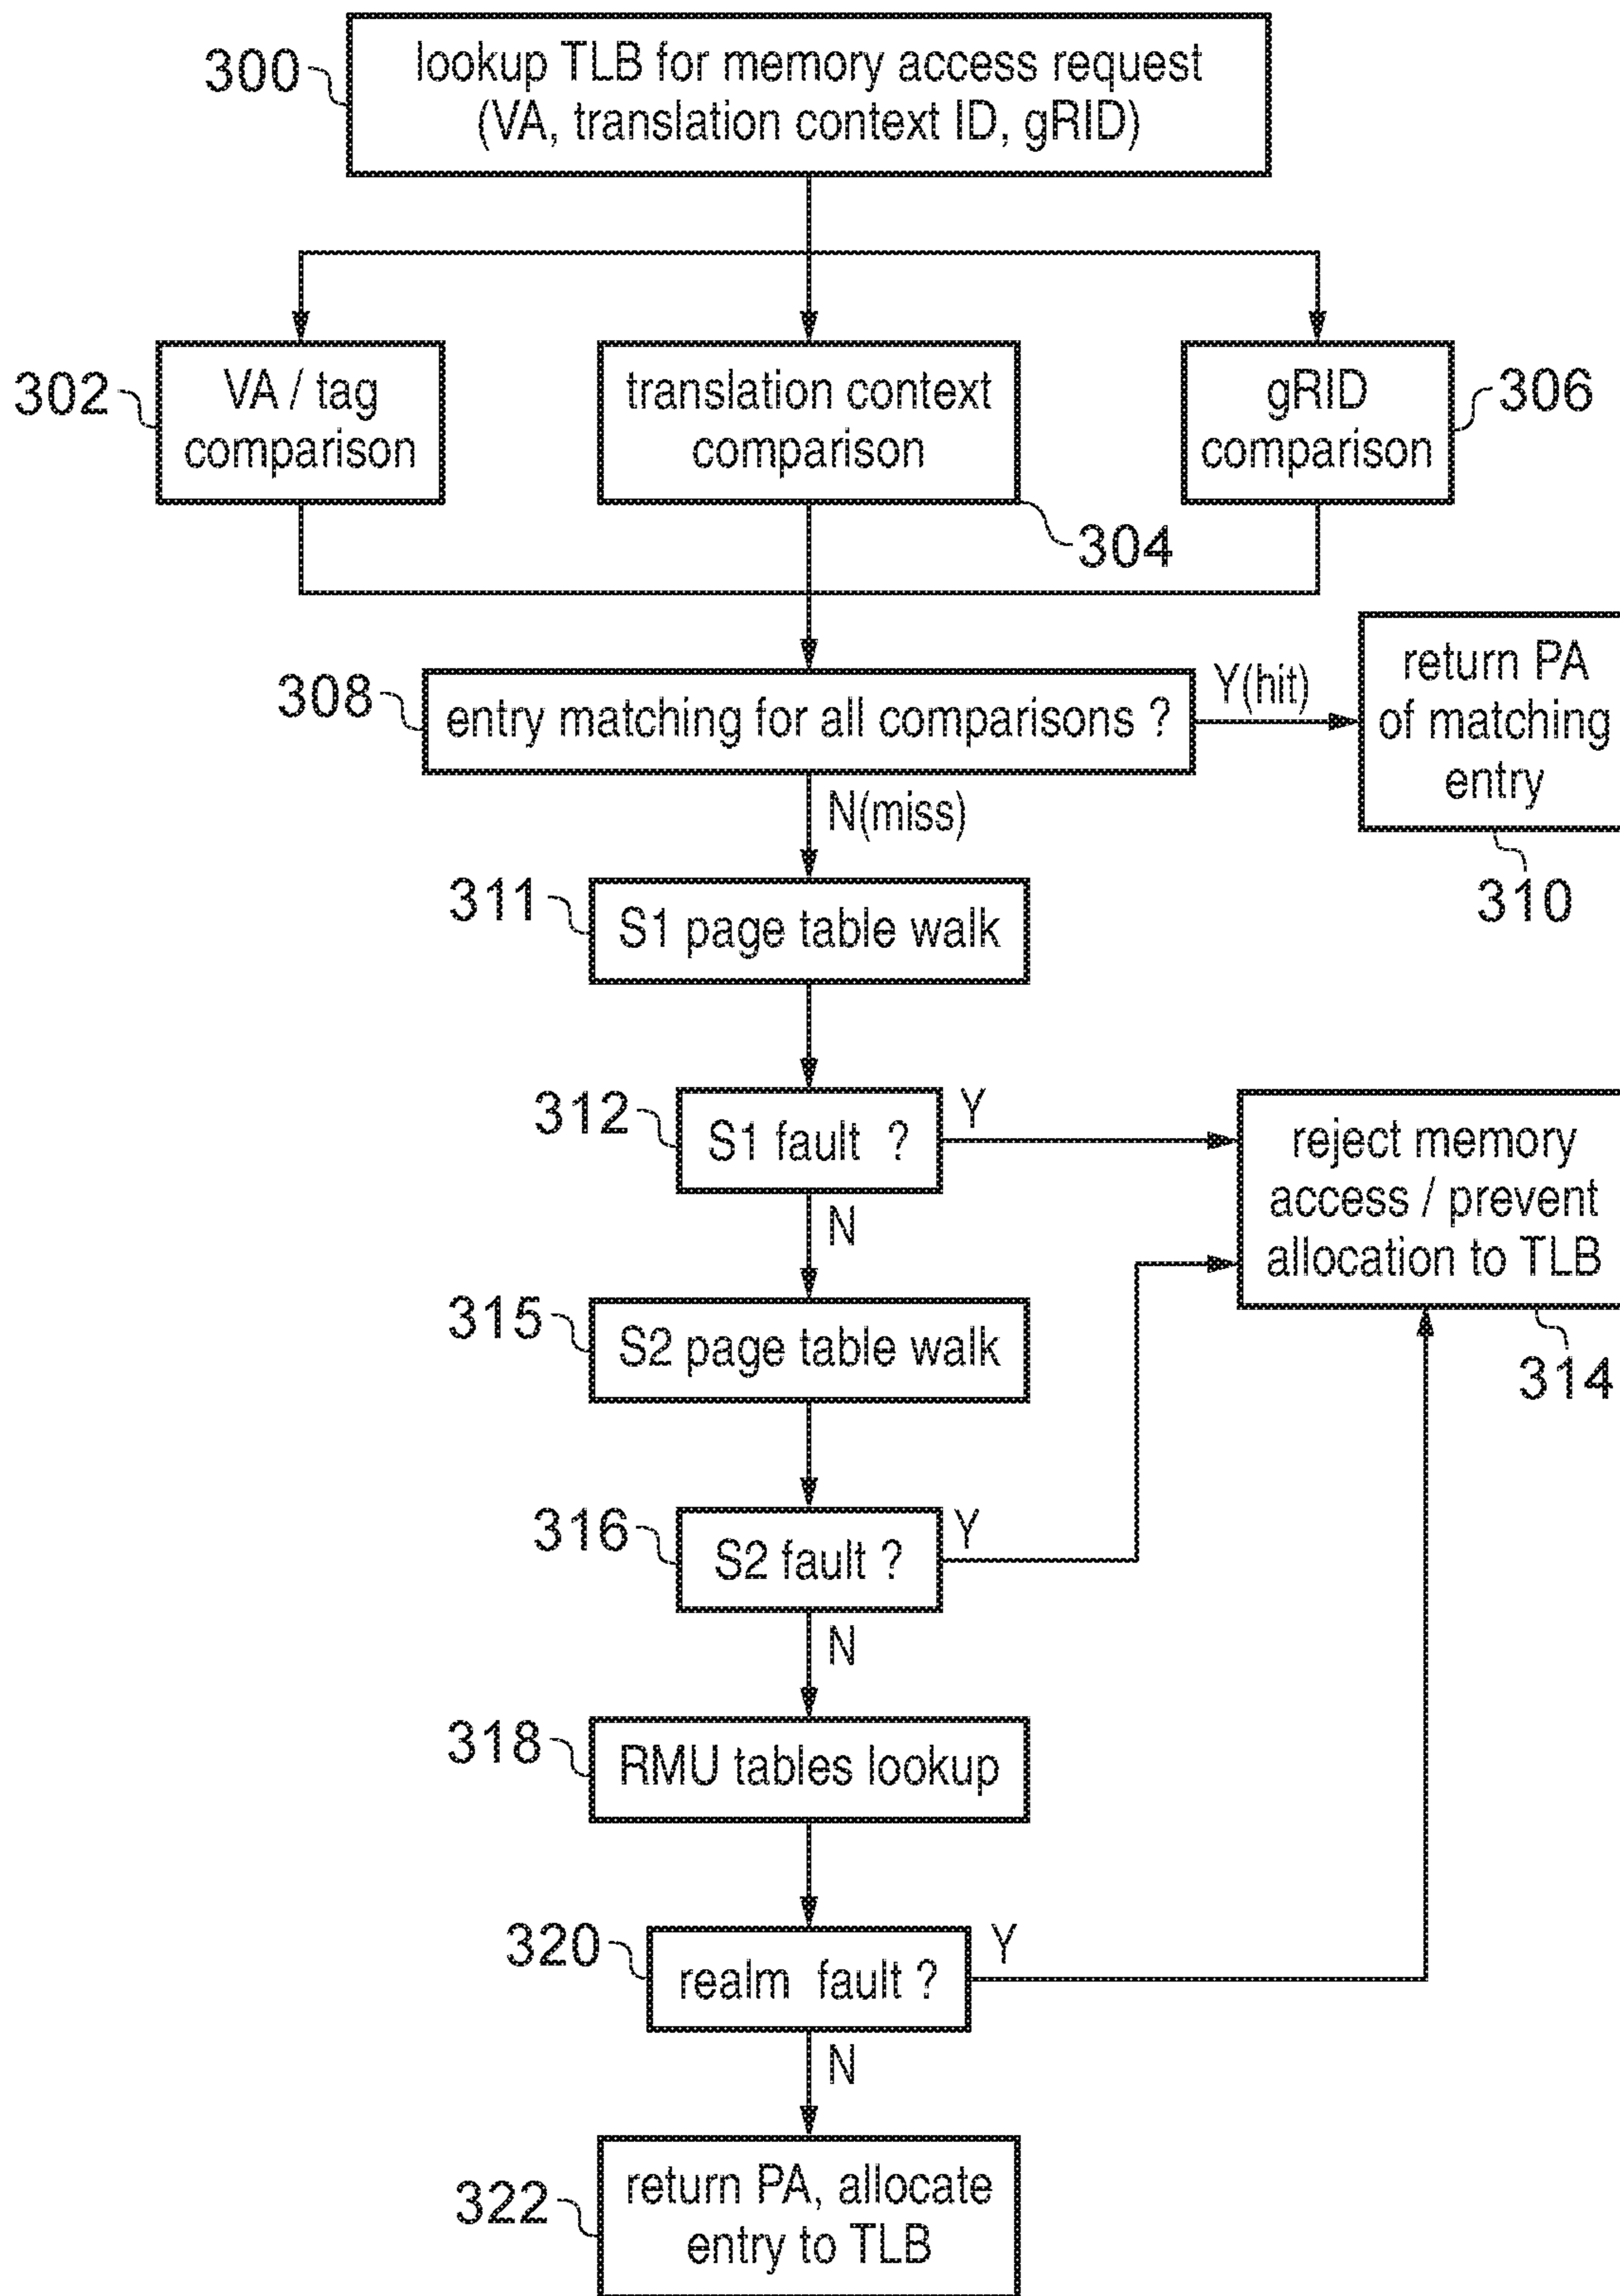 300
lookup TLB for memory access request
(VA, translation context ID, gRID)
302
VA / tag
comparison
translation context
comparison
304
gRID
comparison
306
308
entry matching for all comparisons ?
Y(hit)
return PA
of matching
entry
310
N(miss)
311
S1 page table walk
312
S1 fault ?
Y
reject memory
access / prevent
allocation to TLB
314
N
315
S2 page table walk
316
S2 fault ?
Y
N
318
RMU tables lookup
320
realm fault ?
Y
N
322
return PA, allocate
entry to TLB